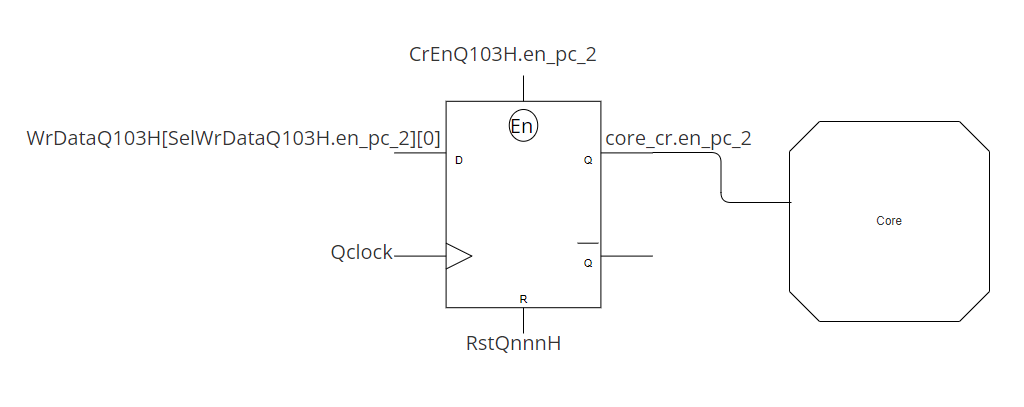 CrEnQ103H.en_pc_2
En
WrDataQ103H[SelWrDataQ103H.en_pc_2][0]
core_cr.en_pc_2
D
Q
Core
Qclock
Q
R
RstQnnnH